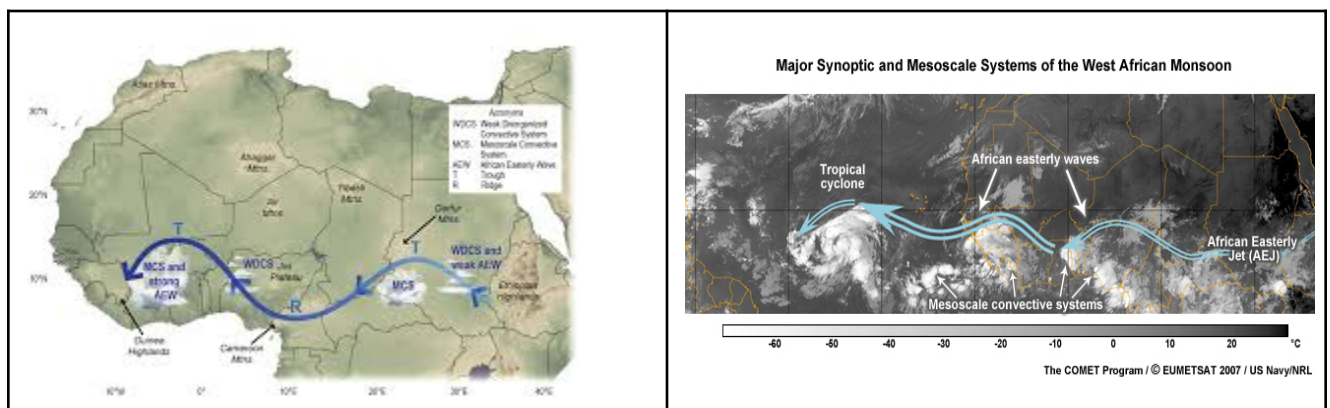 Atlas Mtns.
30°N
Acronyms
WDCS Weak Disorganized
Convective System
MCS Mesoscale Convective
System
AEW African Easterly Wave
T Trough
R Ridge
Ahaggar
Mtns.
Tibesti
Mtns.
20°N
Air
Mtns.
Darfur
Mtns.
T
T
WDCS and
weak AEW
10°N
MCS and
strong
AEW
WDCS
Jos
Plateau
MCS
Ethiopian
Highlands
R
Guinea
Highlands
Cameroon
Mtns.
10°W 0° 10°E 20°E 30°E 40°E
Major Synoptic and Mesoscale Systems of the West African Monsoon
African easterly waves
Tropical
cyclone
African Easterly
Jet (AEJ)
Mesoscale convective systems
-60 -50 -40 -30 -20 -10 0 10 20 °C
The COMET Program / © EUMETSAT 2007 / US Navy/NRL